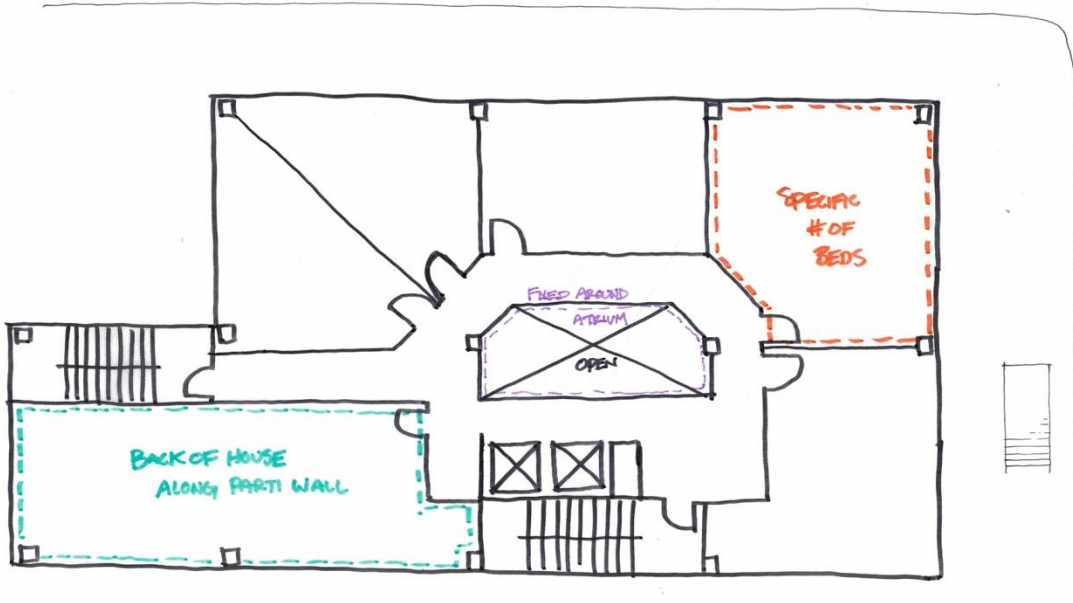 SPECIFIC
# OF
BEDS
FIXED AROUND
ATRIUM
OPEN
BACK OF HOUSE
ALONG PARTI WALL